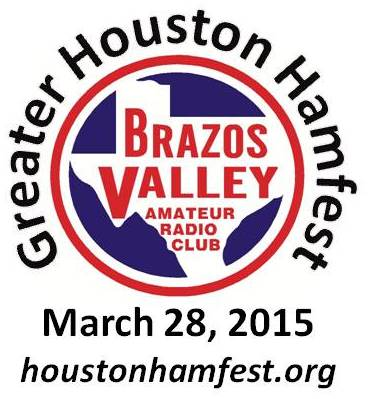 Greater Houston Hamfest
BRAZOS
VALLEY
AMATEUR
RADIO
CLUB
March 28, 2015
houstonhamfest.org